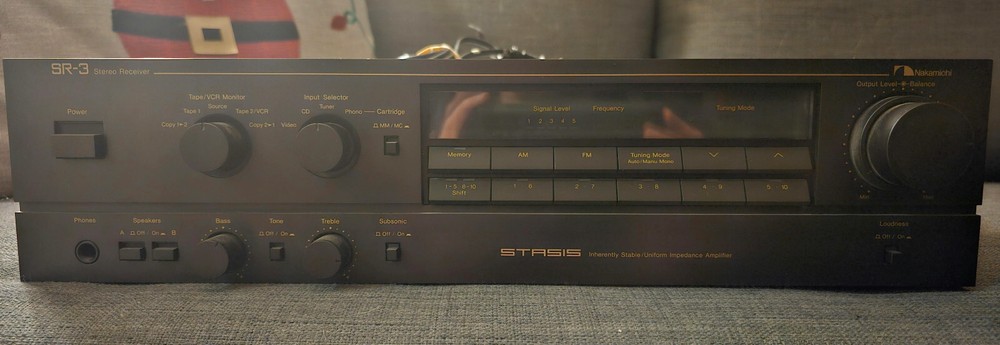 SR-3 Stereo Receiver
Nakamichi
Power
Tape/VCR Monitor
Source
Tape 1
Tape 2/VCR
Copy 1▸2
Copy 2▸1
Input Selector
Tuner
CD
Phono
Video
Cartridge
MM / MC
Signal Level
Frequency
Tuning Mode
1 2 3 4 5
Output Level
Balance
Memory
AM
FM
Tuning Mode
Auto/Manu Mono
1-5 6-10
Shift
1 6
2 7
3 8
4 9
5 10
Min
Phones
Speakers
A Off / On B
Bass
Tone
Off / On
Treble
Subsonic
Off / On
STASIS Inherently Stable/Uniform Impedance Amplifier
Loudness
Off / On